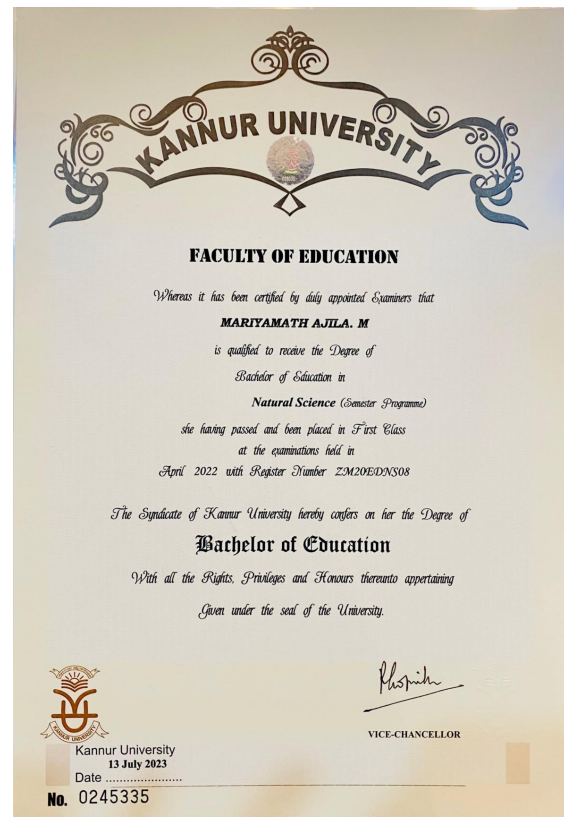 KANNUR UNIVERSITY
FACULTY OF EDUCATION
Whereas it has been certified by duly appointed Examiners that
MARIYAMATH AJILA. M
is qualified to receive the Degree of
Bachelor of Education in
Natural Science (Semester Programme)
she having passed and been placed in First Class
at the examinations held in
April 2022 with Register Number ZM20EDNS08
The Syndicate of Kannur University hereby confers on her the Degree of
Bachelor of Education
With all the Rights, Privileges and Honours thereunto appertaining
Given under the seal of the University.
VICE-CHANCELLOR
KANNUR UNIVERSITY
Kannur University
13 July 2023
Date ......................
No. 0245335